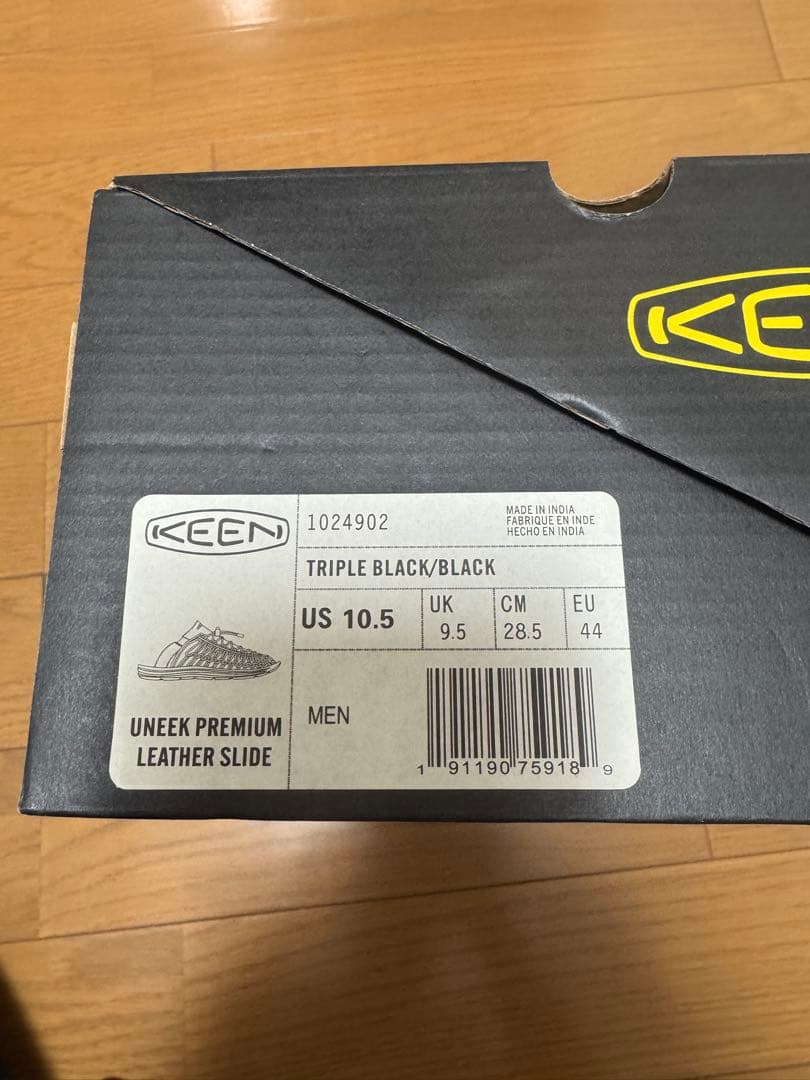 KEEN
1024902
MADE IN INDIA
FABRIQUE EN INDE
HECHO EN INDIA
TRIPLE BLACK/BLACK
US 10.5
UK
9.5
CM
28.5
EU
44
UNEEK PREMIUM
LEATHER SLIDE
MEN
1 91190 75918 9